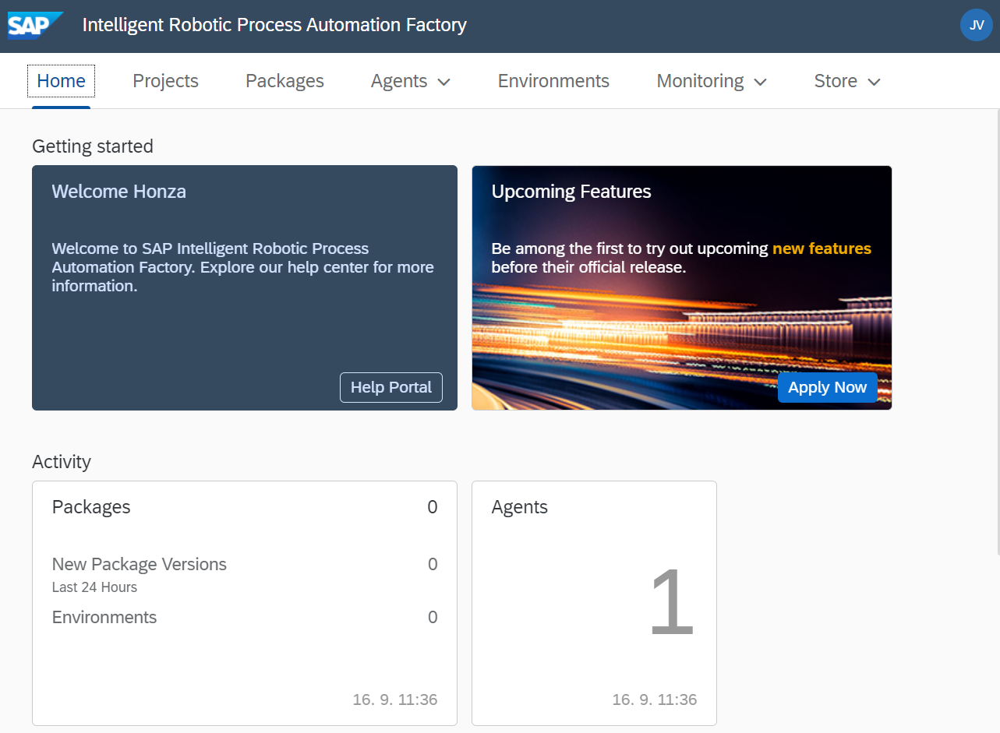 SAP Intelligent Robotic Process Automation Factory JV
Home Projects Packages Agents Environments Monitoring Store
Getting started
Welcome Honza
Welcome to SAP Intelligent Robotic Process
Automation Factory. Explore our help center for more
information.
Help Portal
Upcoming Features
Be among the first to try out upcoming new features
before their official release.
Apply Now
Activity
Packages 0
New Package Versions 0
Last 24 Hours
Environments 0
16. 9. 11:36
Agents
1
16. 9. 11:36